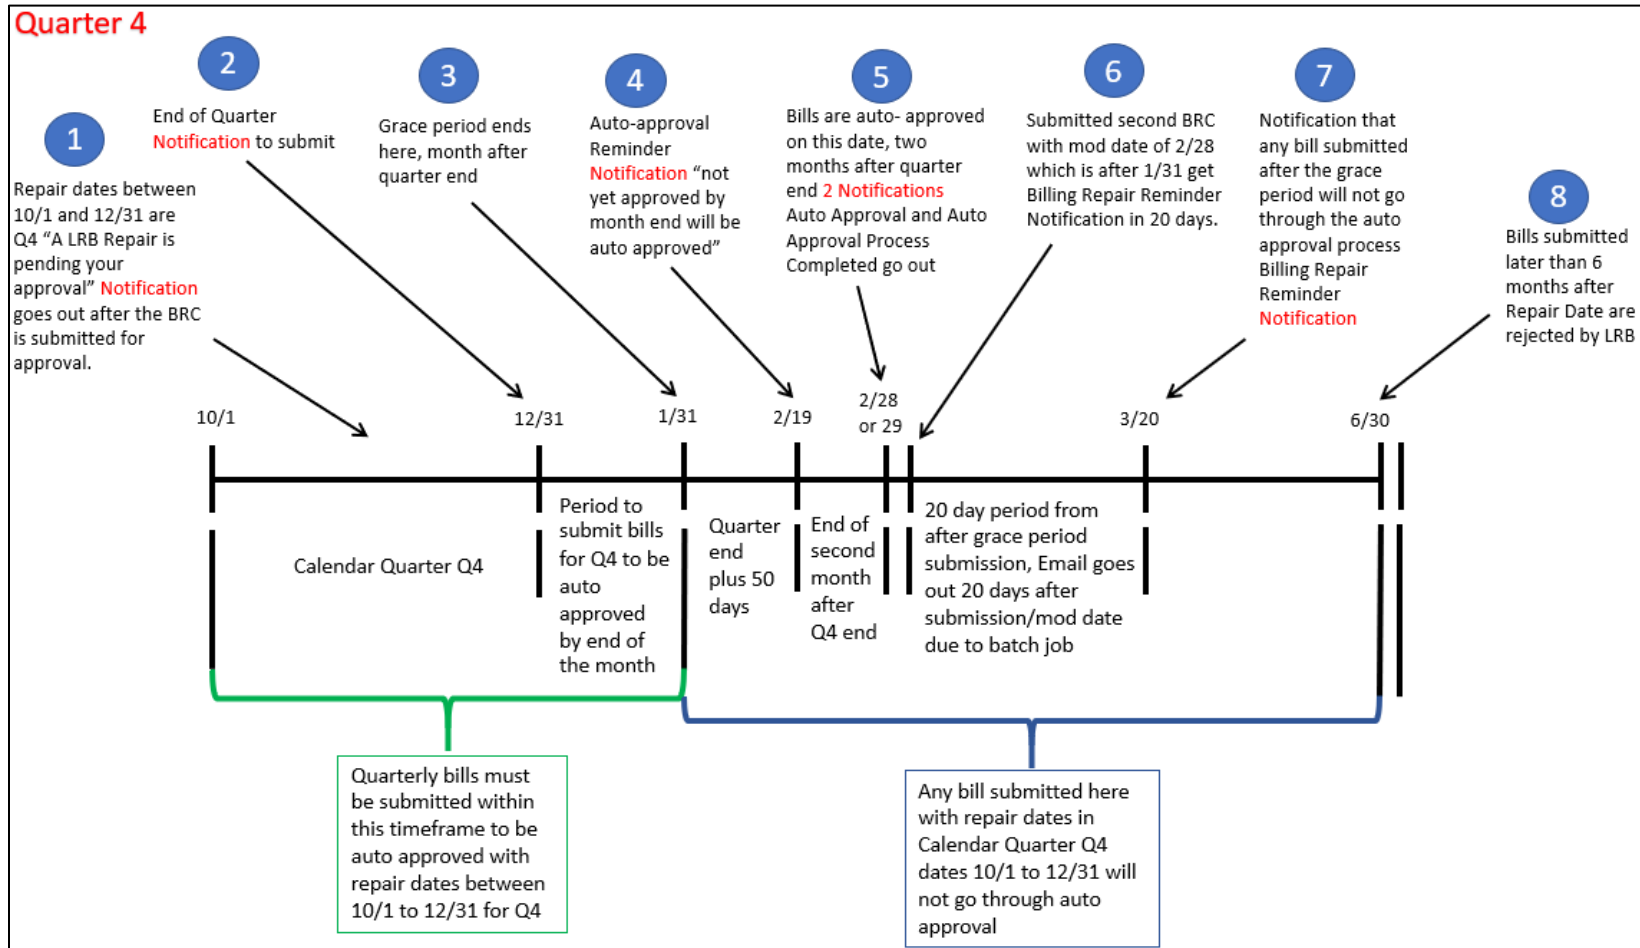 Quarter 4
1
Repair dates between
10/1 and 12/31 are
Q4 “A LRB Repair is
pending your
approval” Notification
goes out after the BRC
is submitted for
approval.
2
End of Quarter
Notification to submit
3
Grace period ends
here, month after
quarter end
4
Auto-approval
Reminder
Notification “not
yet approved by
month end will be
auto approved”
5
Bills are auto- approved
on this date, two
months after quarter
end 2 Notifications
Auto Approval and Auto
Approval Process
Completed go out
6
Submitted second BRC
with mod date of 2/28
which is after 1/31 get
Billing Repair Reminder
Notification in 20 days.
7
Notification that
any bill submitted
after the grace
period will not go
through the auto
approval process
Billing Repair
Reminder
Notification
8
Bills submitted
later than 6
months after
Repair Date are
rejected by LRB
10/1
12/31
1/31
2/19
2/28
or 29
3/20
6/30
Calendar Quarter Q4
Period to
submit bills
for Q4 to be
auto
approved
by end of
the month
Quarter
end
plus 50
days
End of
second
month
after
Q4 end
20 day period from
after grace period
submission, Email goes
out 20 days after
submission/mod date
due to batch job
Quarterly bills must
be submitted within
this timeframe to be
auto approved with
repair dates between
10/1 to 12/31 for Q4
Any bill submitted here
with repair dates in
Calendar Quarter Q4
dates 10/1 to 12/31 will
not go through auto
approval